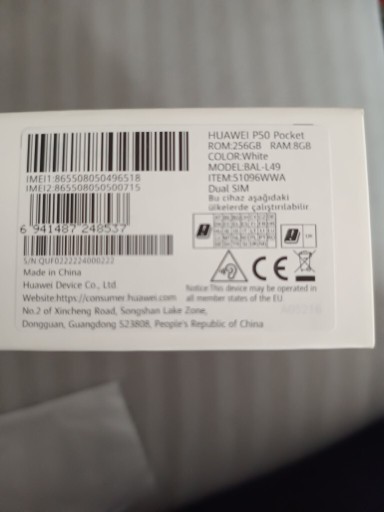 HUAWEI P50 Pocket
ROM:256GB RAM:8GB
COLOR:White
MODEL:BAL-L49
ITEM:51096WWA
Dual SIM
Bu cihaz aşağıdaki
ülkelerde çalıştırılabilir
IMEI1:865508050496518
IMEI2:865508050500715
6 941487 248537
S/N:QUF0222224000222
Made in China
Huawei Device Co., Ltd.
Website:https://consumer.huawei.com
No.2 of Xincheng Road, Songshan Lake Zone,
Dongguan, Guangdong 523808, People's Republic of China
CE
Notice:This device may be operated in
all member states of the EU